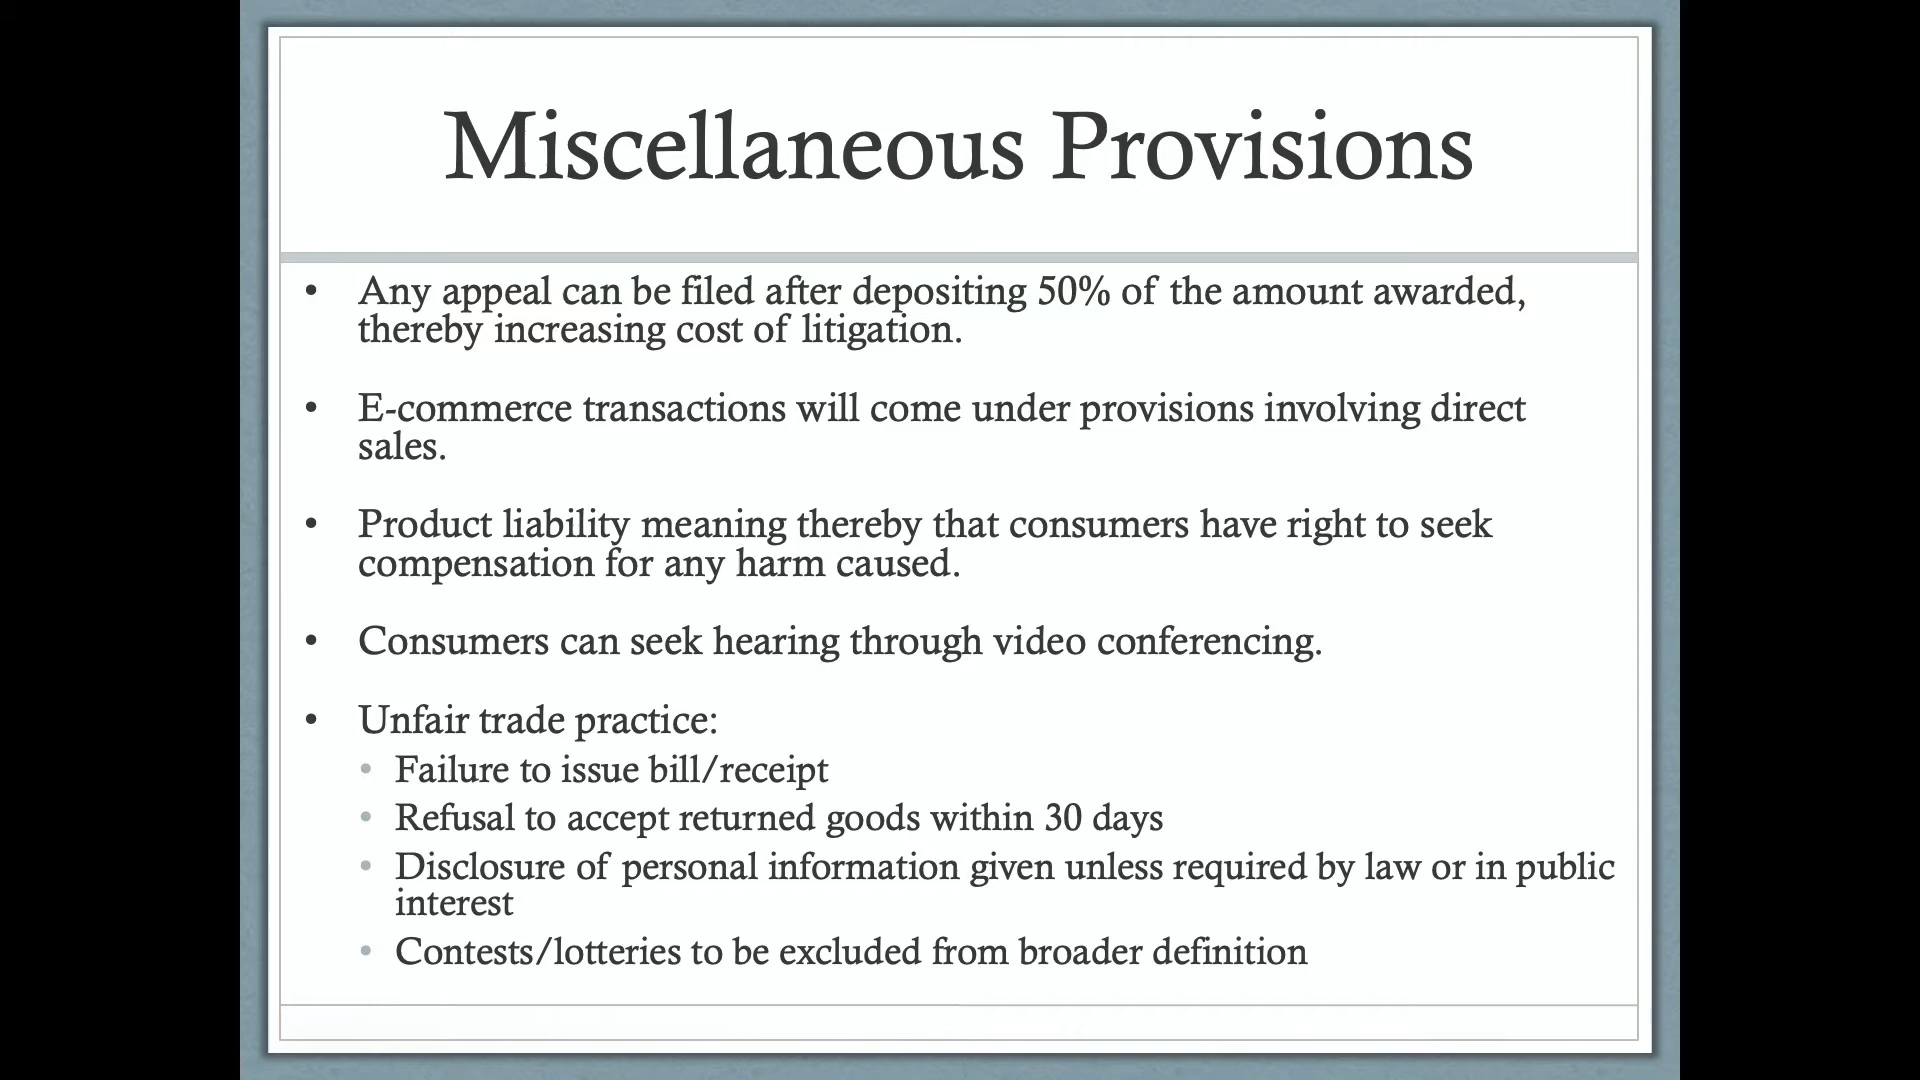 Miscellaneous Provisions
• Any appeal can be filed after depositing 50% of the amount awarded,
thereby increasing cost of litigation.
• E-commerce transactions will come under provisions involving direct
sales.
• Product liability meaning thereby that consumers have right to seek
compensation for any harm caused.
• Consumers can seek hearing through video conferencing.
• Unfair trade practice:
• Failure to issue bill/receipt
• Refusal to accept returned goods within 30 days
• Disclosure of personal information given unless required by law or in public
interest
• Contests/lotteries to be excluded from broader definition